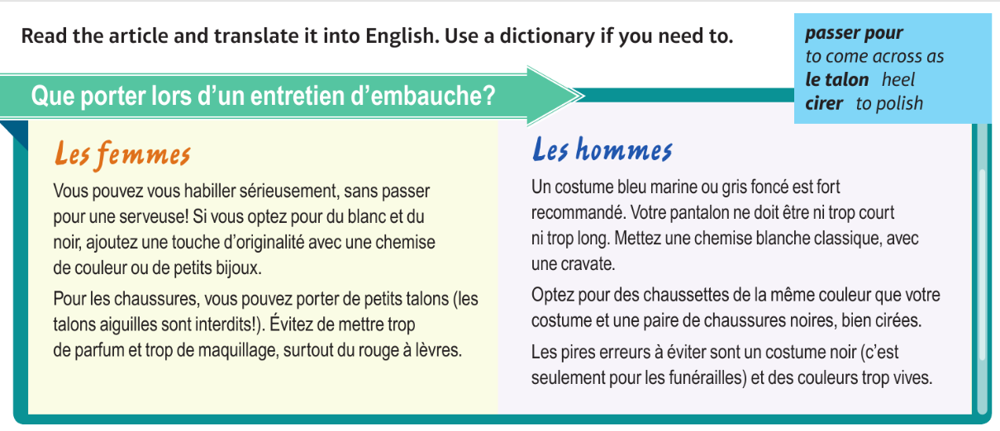 Read the article and translate it into English. Use a dictionary if you need to.
passer pour
to come across as
le talon heel
cirer to polish
Que porter lors d'un entretien d'embauche?
Les femmes
Vous pouvez vous habiller sérieusement, sans passer
pour une serveuse! Si vous optez pour du blanc et du
noir, ajoutez une touche d'originalité avec une chemise
de couleur ou de petits bijoux.
Pour les chaussures, vous pouvez porter de petits talons (les
talons aiguilles sont interdits!). Évitez de mettre trop
de parfum et trop de maquillage, surtout du rouge à lèvres.
Les hommes
Un costume bleu marine ou gris foncé est fort
recommandé. Votre pantalon ne doit être ni trop court
ni trop long. Mettez une chemise blanche classique, avec
une cravate.
Optez pour des chaussettes de la même couleur que votre
costume et une paire de chaussures noires, bien cirées.
Les pires erreurs à éviter sont un costume noir (c'est
seulement pour les funérailles) et des couleurs trop vives.